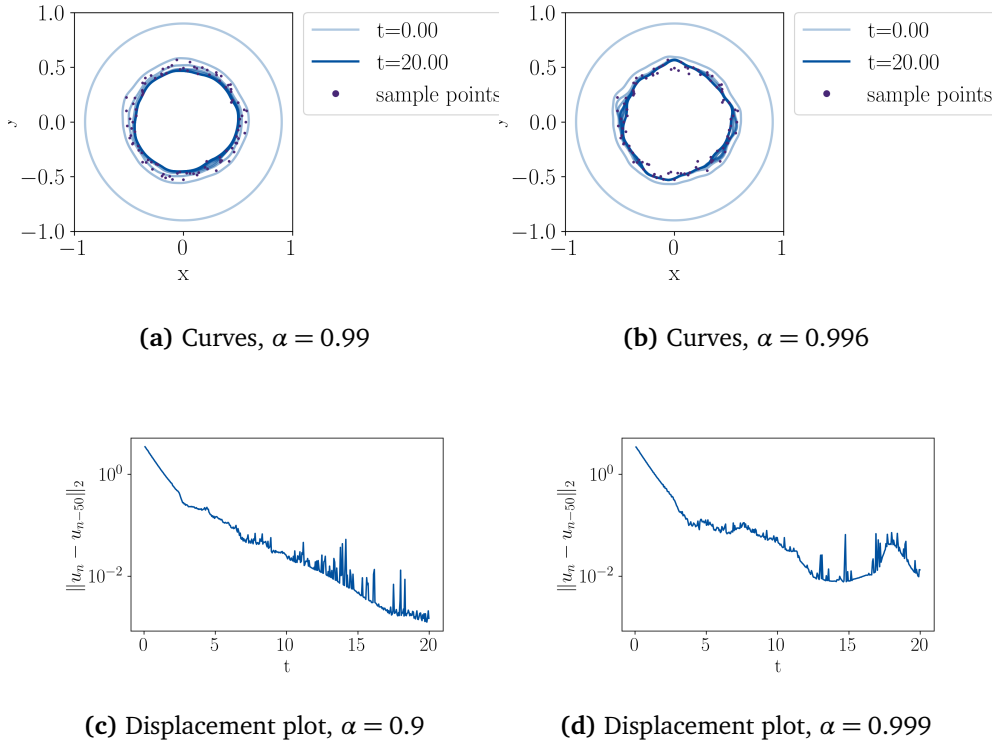 1.0
0.5
0.0
−0.5
−1.0
y
−1
0
1
x
t=0.00
t=20.00
sample points
(a) Curves, α = 0.99
1.0
0.5
0.0
−0.5
−1.0
y
−1
0
1
x
t=0.00
t=20.00
sample points
(b) Curves, α = 0.996
‖u_n − u_{n−50}‖_2
10^0
10^{−2}
0 5 10 15 20
t
(c) Displacement plot, α = 0.9
‖u_n − u_{n−50}‖_2
10^0
10^{−2}
0 5 10 15 20
t
(d) Displacement plot, α = 0.999